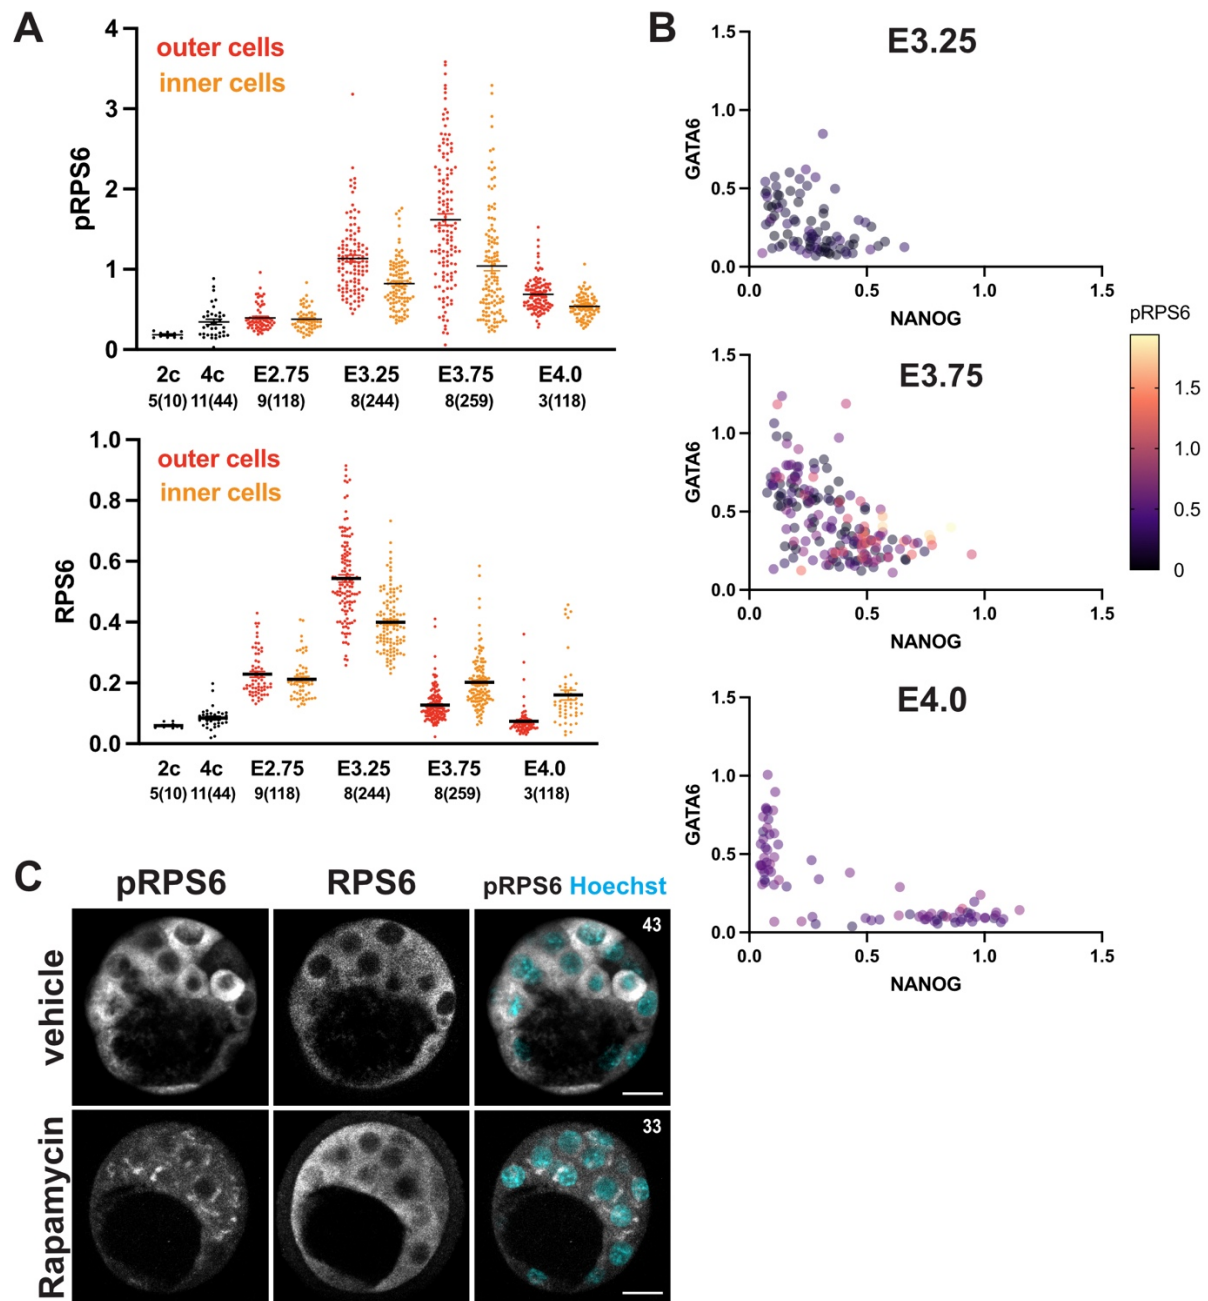 A
4
3
2
1
0
pRPS6
outer cells
inner cells
2c 4c E2.75 E3.25 E3.75 E4.0
5(10) 11(44) 9(118) 8(244) 8(259) 3(118)
1.0
0.8
0.6
0.4
0.2
0.0
RPS6
outer cells
inner cells
2c 4c E2.75 E3.25 E3.75 E4.0
5(10) 11(44) 9(118) 8(244) 8(259) 3(118)
B
E3.25
1.5
1.0
0.5
0.0
GATA6
0.0 0.5 1.0 1.5
NANOG
E3.75
1.5
1.0
0.5
0.0
GATA6
0.0 0.5 1.0 1.5
NANOG
pRPS6
1.5
1.0
0.5
0
E4.0
1.5
1.0
0.5
0.0
GATA6
0.0 0.5 1.0 1.5
NANOG
C
pRPS6 RPS6 pRPS6 Hoechst
vehicle
43
Rapamycin
33